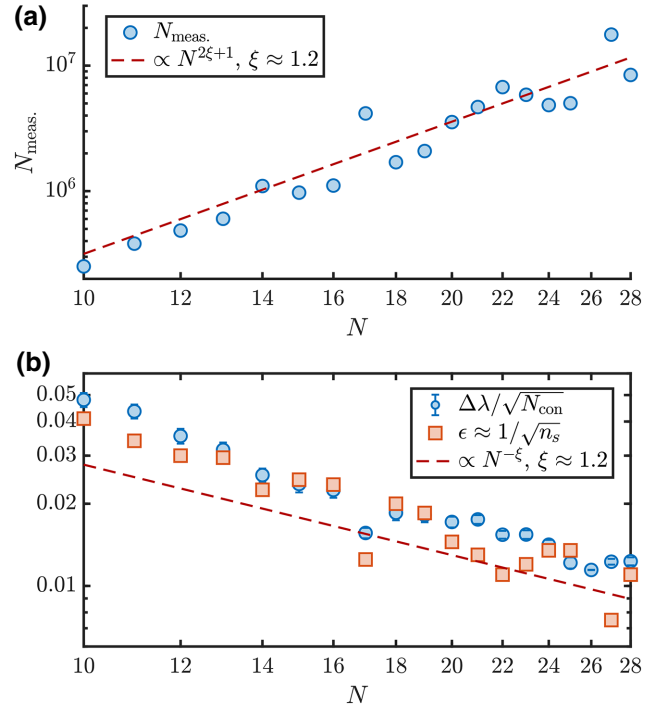 (a)
N_meas.
∝ N^{2ξ+1}, ξ ≈ 1.2
10^7
10^6
N_meas.
10 12 14 16 18 20 22 24 26 28
N
(b)
Δλ/√N_con
ϵ ≈ 1/√n_s
∝ N^{−ξ}, ξ ≈ 1.2
0.05
0.04
0.03
0.02
0.01
10 12 14 16 18 20 22 24 26 28
N